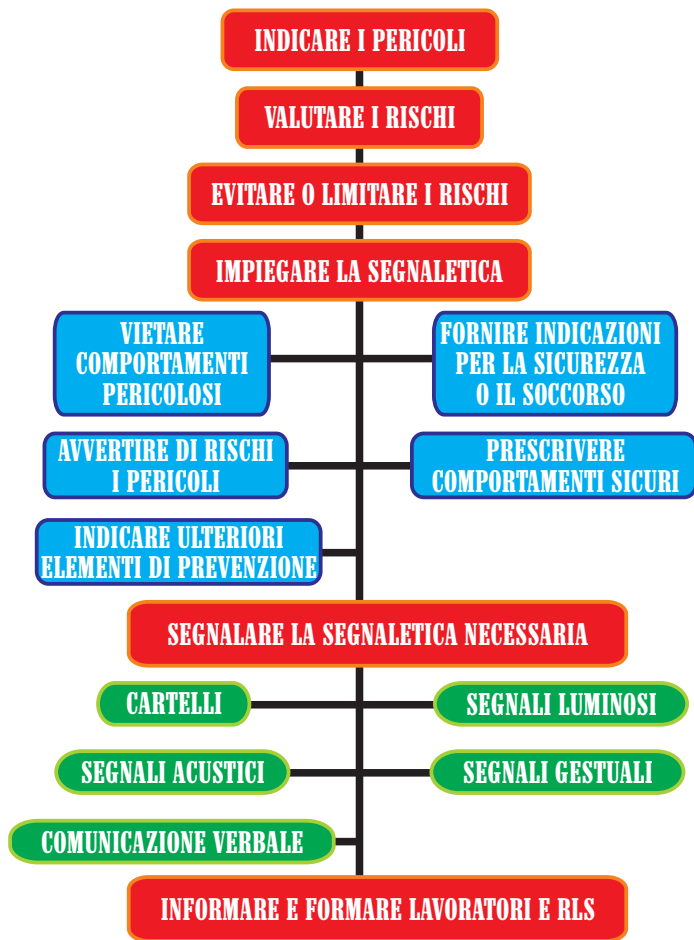 INDICARE I PERICOLI
VALUTARE I RISCHI
EVITARE O LIMITARE I RISCHI
IMPIEGARE LA SEGNALETICA
VIETARE
COMPORTAMENTI
PERICOLOSI
FORNIRE INDICAZIONI
PER LA SICUREZZA
O IL SOCCORSO
AVVERTIRE DI RISCHI
I PERICOLI
PRESCRIVERE
COMPORTAMENTI SICURI
INDICARE ULTERIORI
ELEMENTI DI PREVENZIONE
SEGNALARE LA SEGNALETICA NECESSARIA
CARTELLI
SEGNALI LUMINOSI
SEGNALI ACUSTICI
SEGNALI GESTUALI
COMUNICAZIONE VERBALE
INFORMARE E FORMARE LAVORATORI E RLS